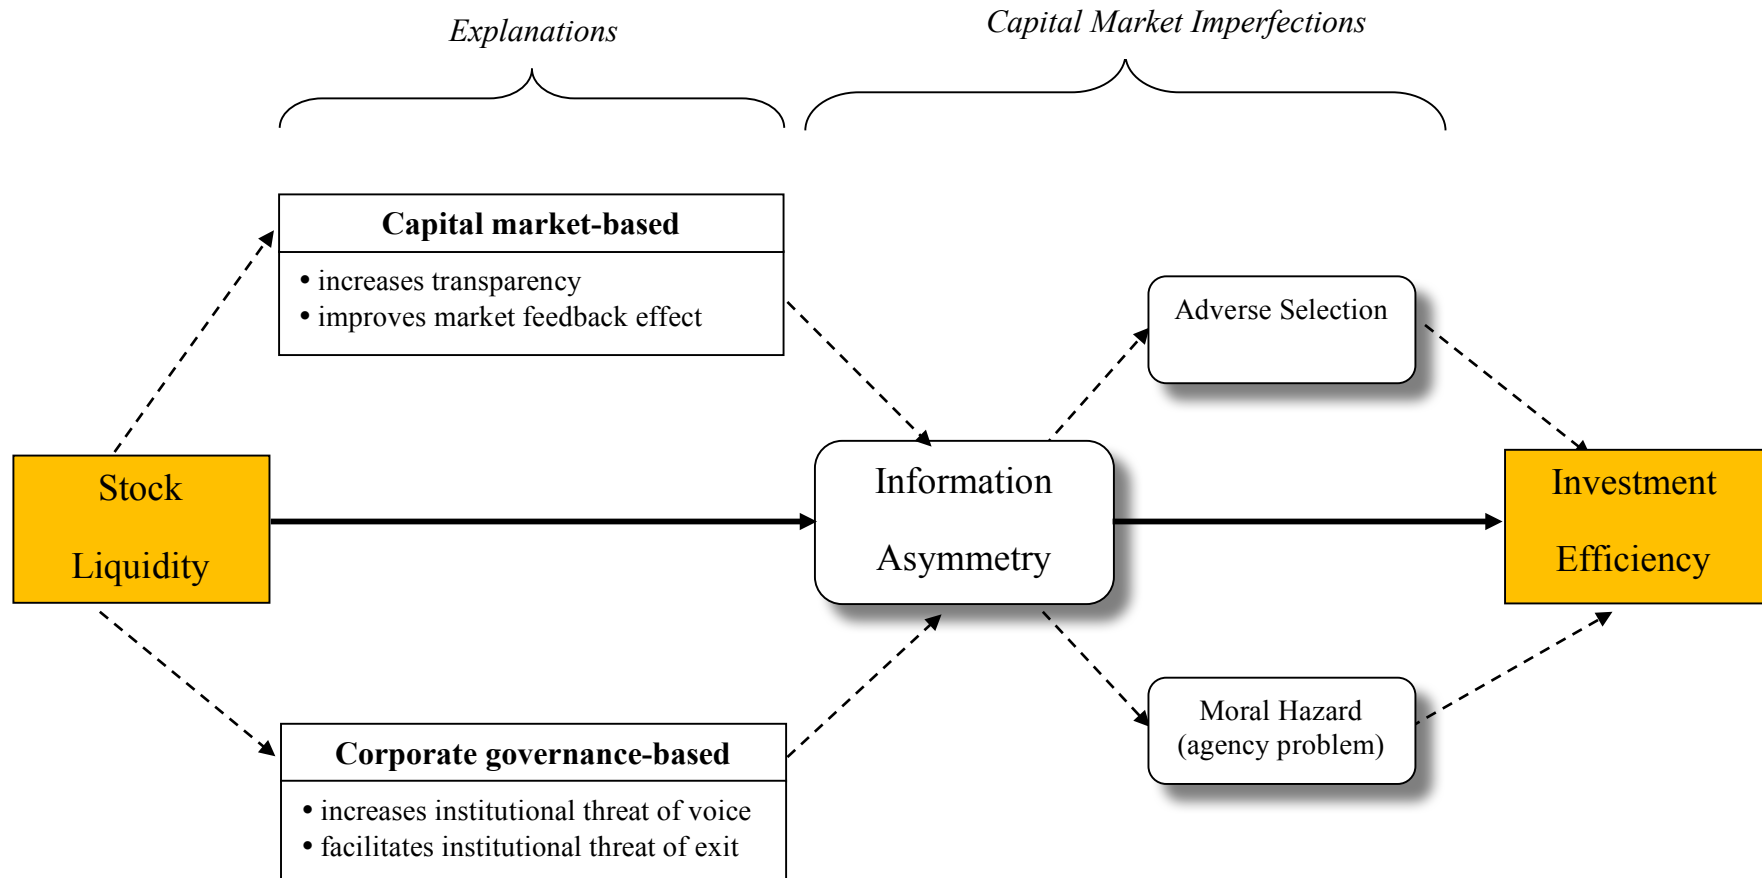 Explanations
Capital Market Imperfections
Capital market-based
• increases transparency
• improves market feedback effect
Adverse Selection
Stock
Liquidity
Information
Asymmetry
Investment
Efficiency
Moral Hazard
(agency problem)
Corporate governance-based
• increases institutional threat of voice
• facilitates institutional threat of exit